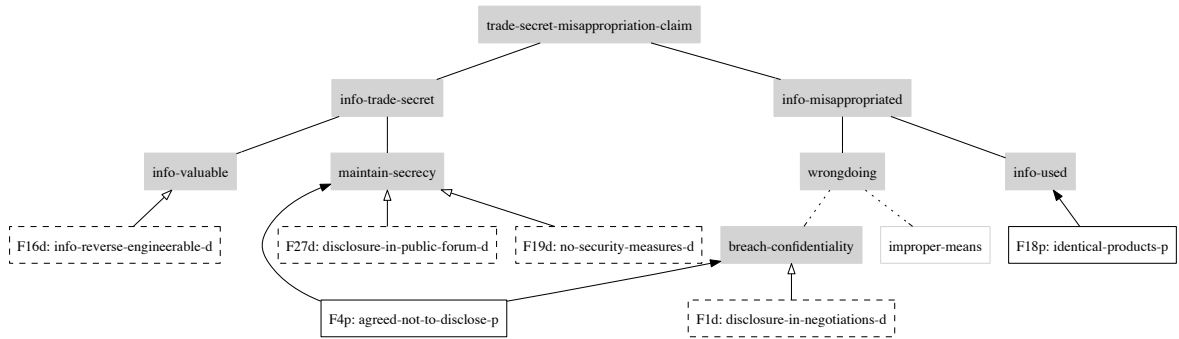 trade-secret-misappropriation-claim
info-trade-secret
info-misappropriated
info-valuable
maintain-secrecy
wrongdoing
info-used
F16d: info-reverse-engineerable-d
F27d: disclosure-in-public-forum-d
F19d: no-security-measures-d
breach-confidentiality
improper-means
F18p: identical-products-p
F4p: agreed-not-to-disclose-p
F1d: disclosure-in-negotiations-d